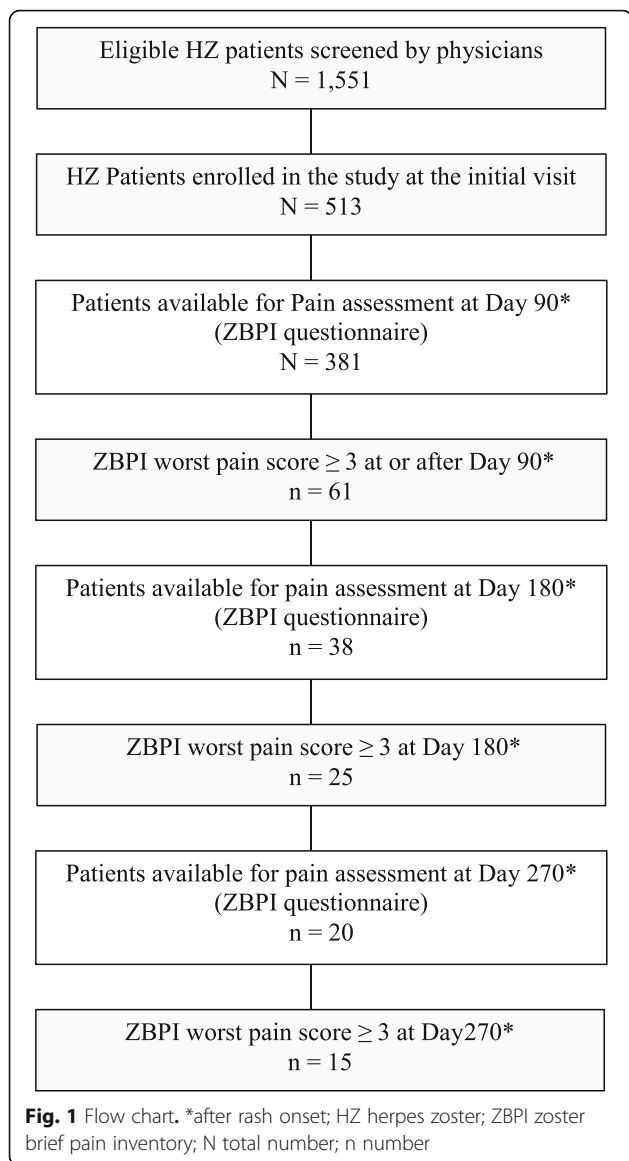 Eligible HZ patients screened by physicians
N = 1,551
HZ Patients enrolled in the study at the initial visit
N = 513
Patients available for Pain assessment at Day 90*
(ZBPI questionnaire)
N = 381
ZBPI worst pain score ≥ 3 at or after Day 90*
n = 61
Patients available for pain assessment at Day 180*
(ZBPI questionnaire)
n = 38
ZBPI worst pain score ≥ 3 at Day 180*
n = 25
Patients available for pain assessment at Day 270*
(ZBPI questionnaire)
n = 20
ZBPI worst pain score ≥ 3 at Day270*
n = 15
Fig. 1 Flow chart. *after rash onset; HZ herpes zoster; ZBPI zoster
brief pain inventory; N total number; n number